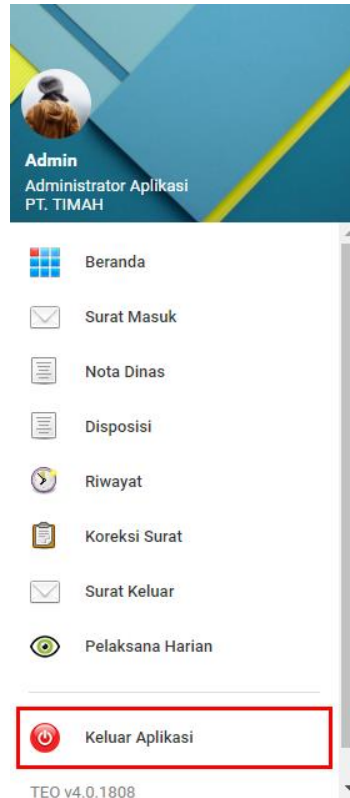 Admin
Administrator Aplikasi
PT. TIMAH
Beranda
Surat Masuk
Nota Dinas
Disposisi
Riwayat
Koreksi Surat
Surat Keluar
Pelaksana Harian
Keluar Aplikasi
TEO v4.0.1808